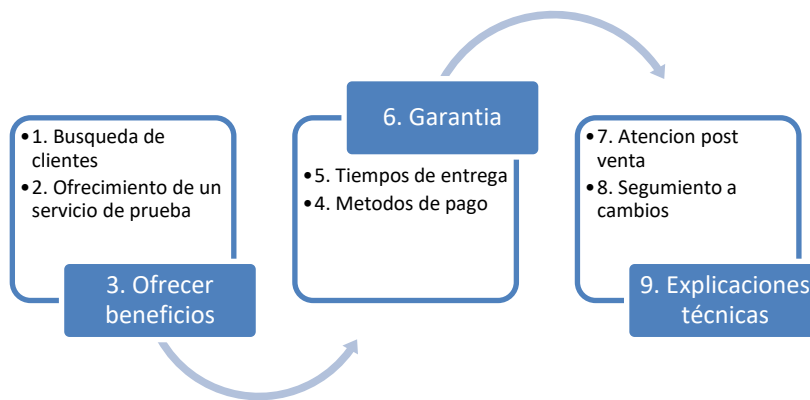 •1. Busqueda de
clientes
•2. Ofrecimiento de un
servicio de prueba
3. Ofrecer
beneficios
6. Garantia
•5. Tiempos de entrega
•4. Metodos de pago
•7. Atencion post
venta
•8. Segumiento a
cambios
9. Explicaciones
técnicas